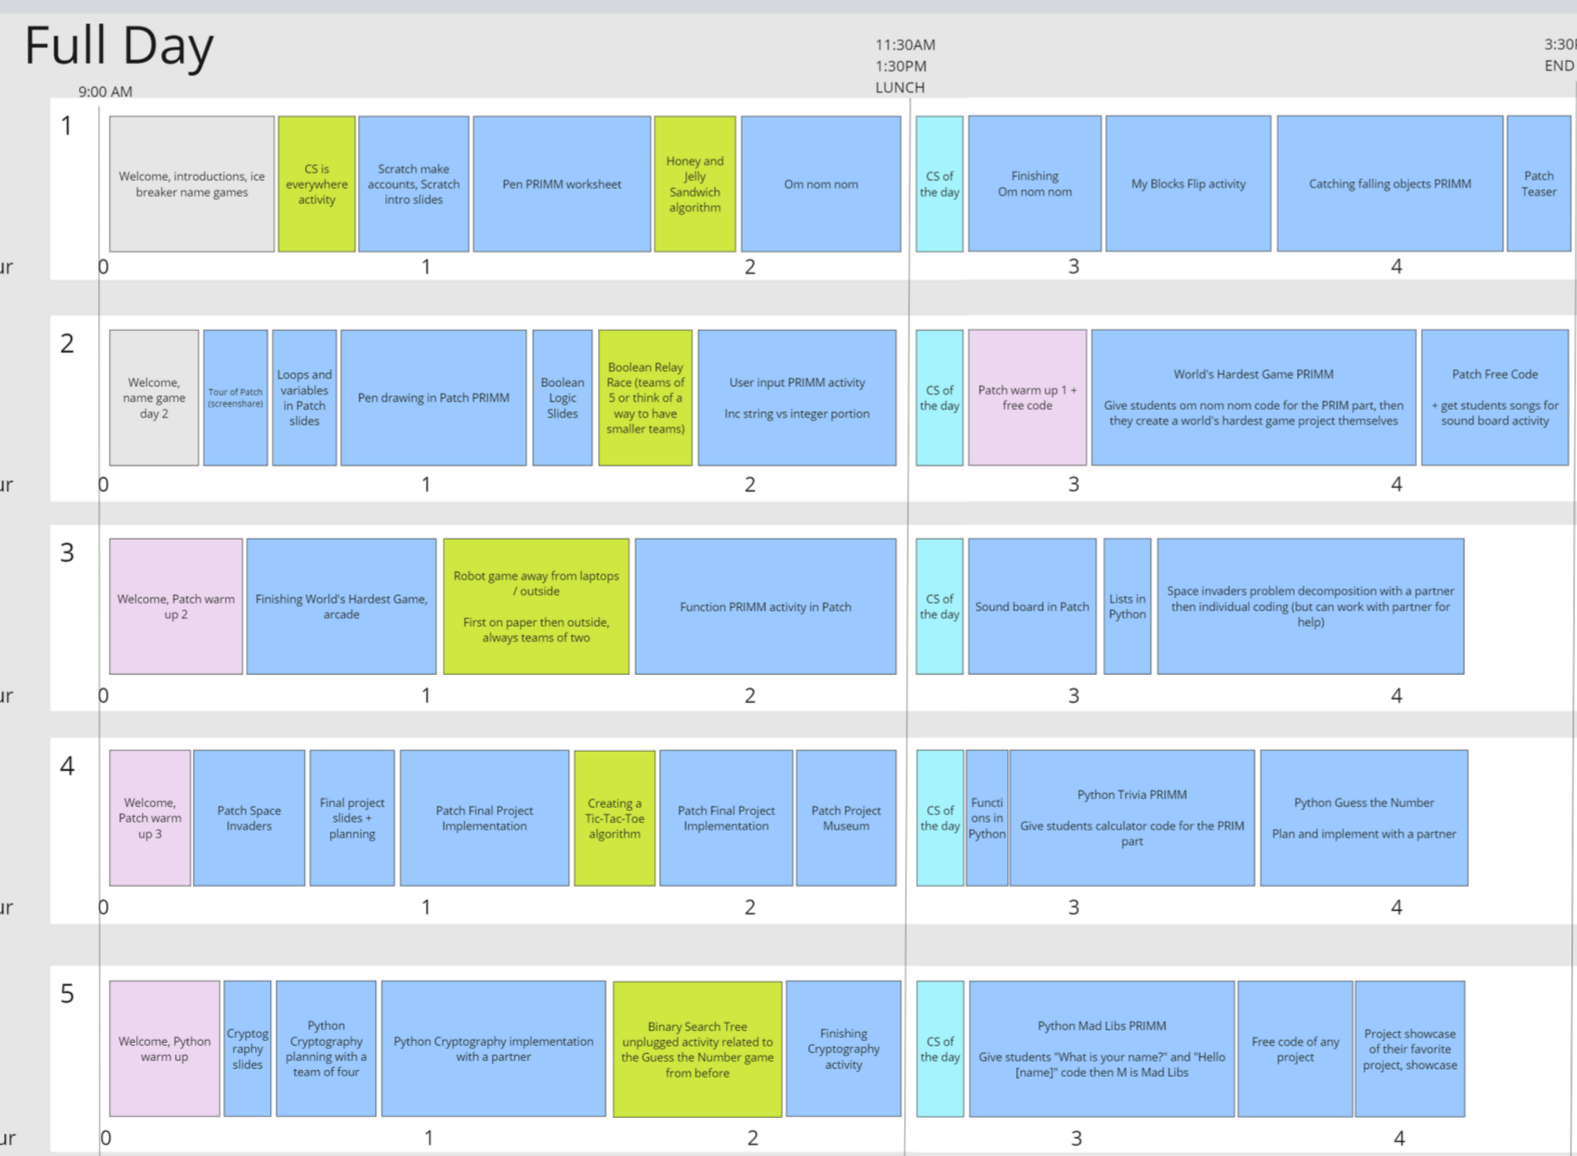 Full Day
9:00 AM
11:30AM
1:30PM
LUNCH
3:30
END
1
Welcome, introductions, ice
breaker name games
CS is
everywhere
activity
Scratch make
accounts, Scratch
intro slides
Pen PRIMM worksheet
Honey and
Jelly
Sandwich
algorithm
Om nom nom
CS of
the day
Finishing
Om nom nom
My Blocks Flip activity
Catching falling objects PRIMM
Patch
Teaser
ur
0
1
2
3
4
2
Welcome,
name game
day 2
Tour of Patch
(screenshare)
Loops and
variables
in Patch
slides
Pen drawing in Patch PRIMM
Boolean
Logic
Slides
Boolean Relay
Race (teams of
5 or think of a
way to have
smaller teams)
User input PRIMM activity
Inc string vs integer portion
CS of
the day
Patch warm up 1 +
free code
World's Hardest Game PRIMM
Give students om nom nom code for the PRIM part, then
they create a world's hardest game project themselves
Patch Free Code
+ get students songs for
sound board activity
ur
0
1
2
3
4
3
Welcome, Patch warm
up 2
Finishing World's Hardest Game,
arcade
Robot game away from laptops
/ outside
First on paper then outside,
always teams of two
Function PRIMM activity in Patch
CS of
the day
Sound board in Patch
Lists in
Python
Space invaders problem decomposition with a partner
then individual coding (but can work with partner for
help)
ur
0
1
2
3
4
4
Welcome,
Patch warm
up 3
Patch Space
Invaders
Final project
slides +
planning
Patch Final Project
Implementation
Creating a
Tic-Tac-Toe
algorithm
Patch Final Project
Implementation
Patch Project
Museum
CS of
the day
Functi
ons in
Python
Python Trivia PRIMM
Give students calculator code for the PRIM
part
Python Guess the Number
Plan and implement with a partner
ur
0
1
2
3
4
5
Welcome, Python
warm up
Cryptog
raphy
slides
Python
Cryptography
planning with a
team of four
Python Cryptography implementation
with a partner
Binary Search Tree
unplugged activity related to
the Guess the Number game
from before
Finishing
Cryptography
activity
CS of
the day
Python Mad Libs PRIMM
Give students "What is your name?" and "Hello
[name]" code then M is Mad Libs
Free code of any
project
Project showcase
of their favorite
project, showcase
ur
0
1
2
3
4